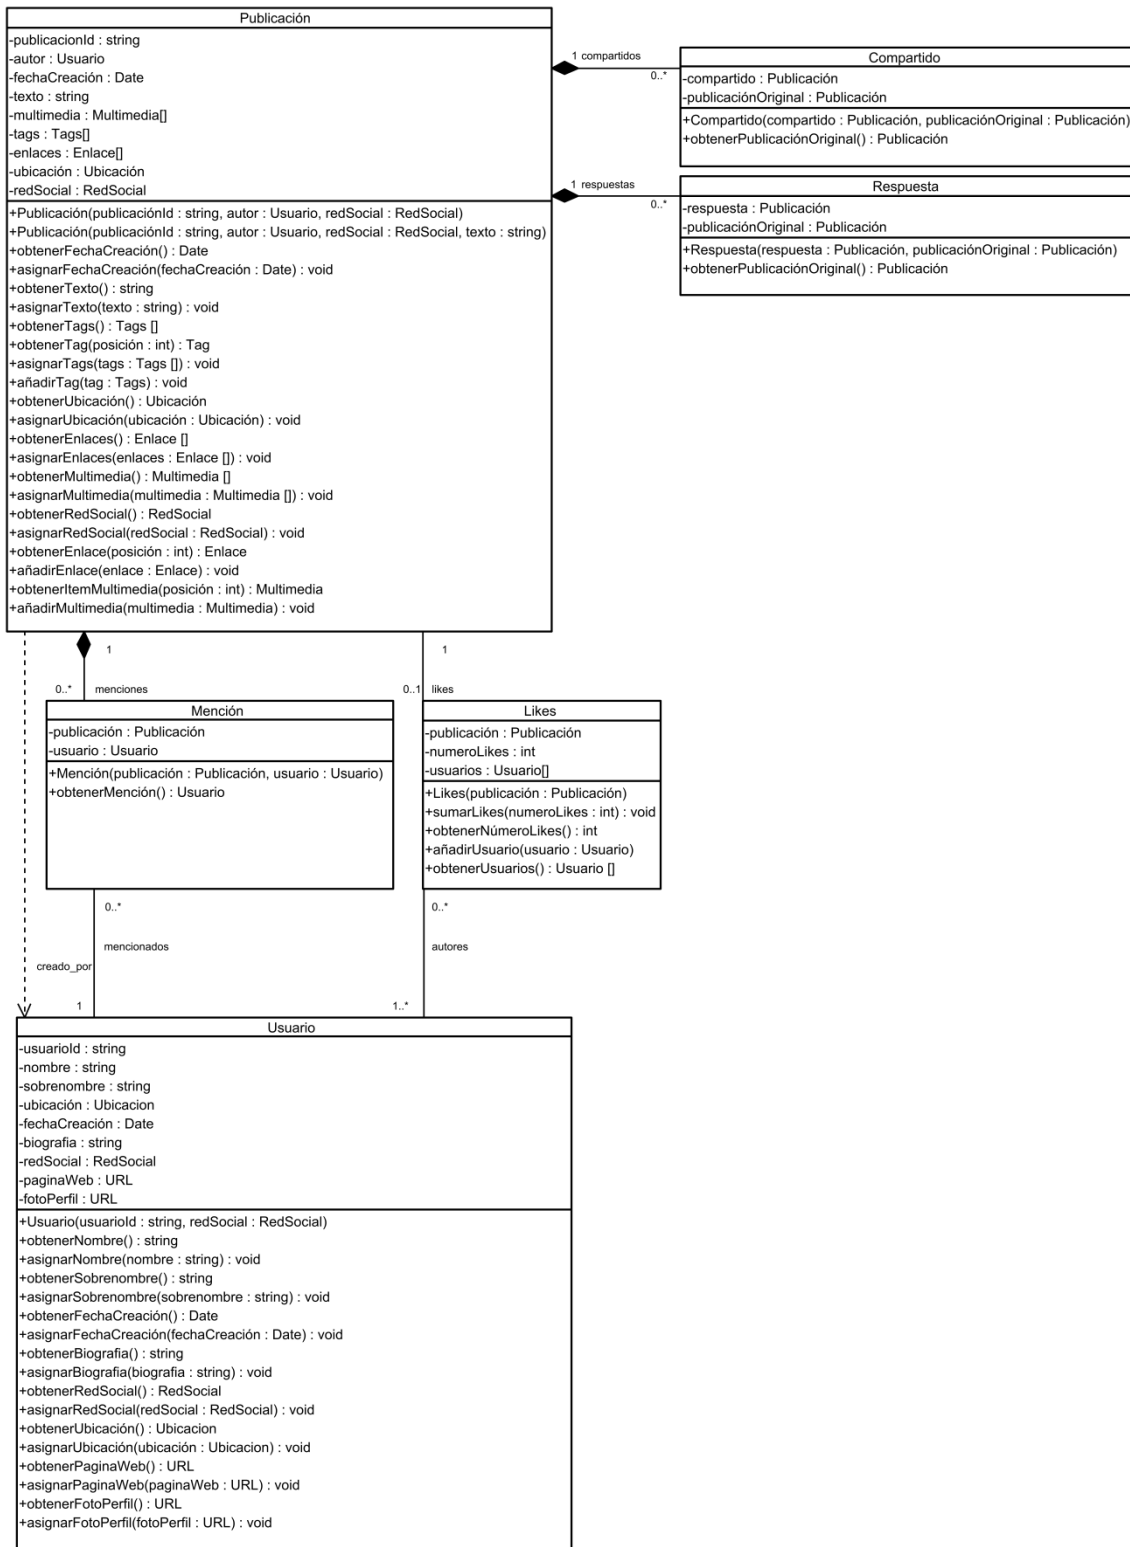 Publicación
-publicacionId : string
-autor : Usuario
-fechaCreación : Date
-texto : string
-multimedia : Multimedia[]
-tags : Tags[]
-enlaces : Enlace[]
-ubicación : Ubicación
-redSocial : RedSocial
+Publicación(publicaciónId : string, autor : Usuario, redSocial : RedSocial)
+Publicación(publicaciónId : string, autor : Usuario, redSocial : RedSocial, texto : string)
+obtenerFechaCreación() : Date
+asignarFechaCreación(fechaCreación : Date) : void
+obtenerTexto() : string
+asignarTexto(texto : string) : void
+obtenerTags() : Tags []
+obtenerTag(posición : int) : Tag
+asignarTags(tags : Tags []) : void
+añadirTag(tag : Tags) : void
+obtenerUbicación() : Ubicación
+asignarUbicación(ubicación : Ubicación) : void
+obtenerEnlaces() : Enlace []
+asignarEnlaces(enlaces : Enlace []) : void
+obtenerMultimedia() : Multimedia []
+asignarMultimedia(multimedia : Multimedia []) : void
+obtenerRedSocial() : RedSocial
+asignarRedSocial(redSocial : RedSocial) : void
+obtenerEnlace(posición : int) : Enlace
+añadirEnlace(enlace : Enlace) : void
+obtenerItemMultimedia(posición : int) : Multimedia
+añadirMultimedia(multimedia : Multimedia) : void
1 compartidos
0..*
Compartido
-compartido : Publicación
-publicaciónOriginal : Publicación
+Compartido(compartido : Publicación, publicaciónOriginal : Publicación)
+obtenerPublicaciónOriginal() : Publicación
1 respuestas
0..*
Respuesta
-respuesta : Publicación
-publicaciónOriginal : Publicación
+Respuesta(respuesta : Publicación, publicaciónOriginal : Publicación)
+obtenerPublicaciónOriginal() : Publicación
1
0..* menciones
1
0..1 likes
Mención
-publicación : Publicación
-usuario : Usuario
+Mención(publicación : Publicación, usuario : Usuario)
+obtenerMención() : Usuario
Likes
-publicación : Publicación
-numeroLikes : int
-usuarios : Usuario[]
+Likes(publicación : Publicación)
+sumarLikes(numeroLikes : int) : void
+obtenerNúmeroLikes() : int
+añadirUsuario(usuario : Usuario)
+obtenerUsuarios() : Usuario []
0..*
mencionados
creado_por
1
0..*
autores
1..*
Usuario
-usuarioId : string
-nombre : string
-sobrenombre : string
-ubicación : Ubicacion
-fechaCreación : Date
-biografia : string
-redSocial : RedSocial
-paginaWeb : URL
-fotoPerfil : URL
+Usuario(usuarioId : string, redSocial : RedSocial)
+obtenerNombre() : string
+asignarNombre(nombre : string) : void
+obtenerSobrenombre() : string
+asignarSobrenombre(sobrenombre : string) : void
+obtenerFechaCreación() : Date
+asignarFechaCreación(fechaCreación : Date) : void
+obtenerBiografia() : string
+asignarBiografia(biografia : string) : void
+obtenerRedSocial() : RedSocial
+asignarRedSocial(redSocial : RedSocial) : void
+obtenerUbicación() : Ubicacion
+asignarUbicación(ubicación : Ubicacion) : void
+obtenerPaginaWeb() : URL
+asignarPaginaWeb(paginaWeb : URL) : void
+obtenerFotoPerfil() : URL
+asignarFotoPerfil(fotoPerfil : URL) : void